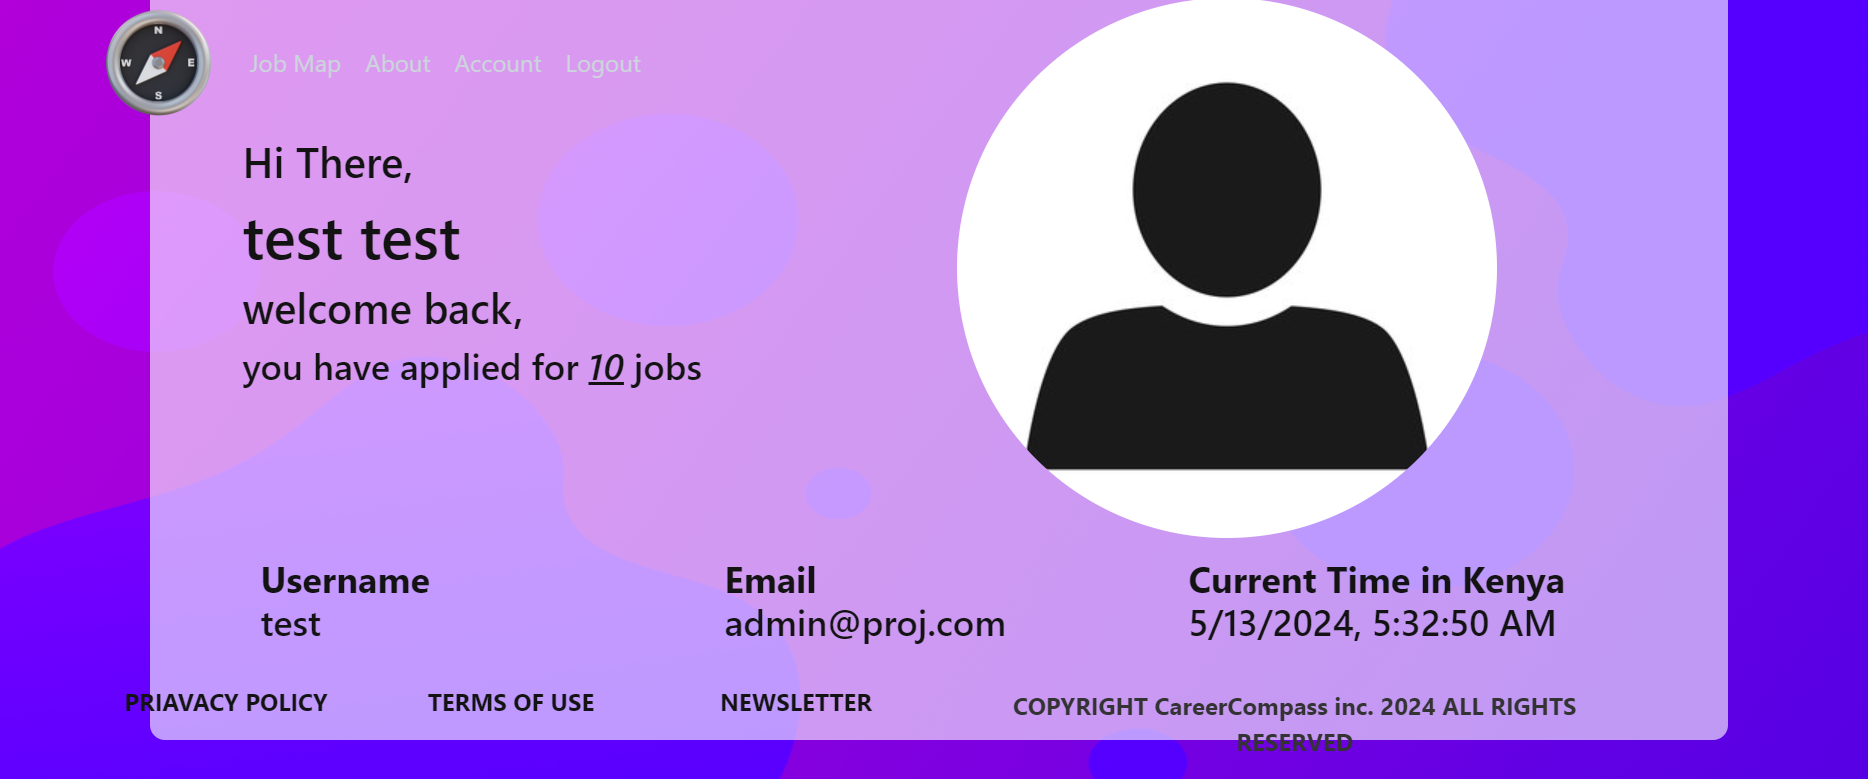 N
W E
S
Job Map About Account Logout
Hi There,
test test
welcome back,
you have applied for 10 jobs
Username
test
Email
admin@proj.com
Current Time in Kenya
5/13/2024, 5:32:50 AM
PRIAVACY POLICY
TERMS OF USE
NEWSLETTER
COPYRIGHT CareerCompass inc. 2024 ALL RIGHTS
RESERVED